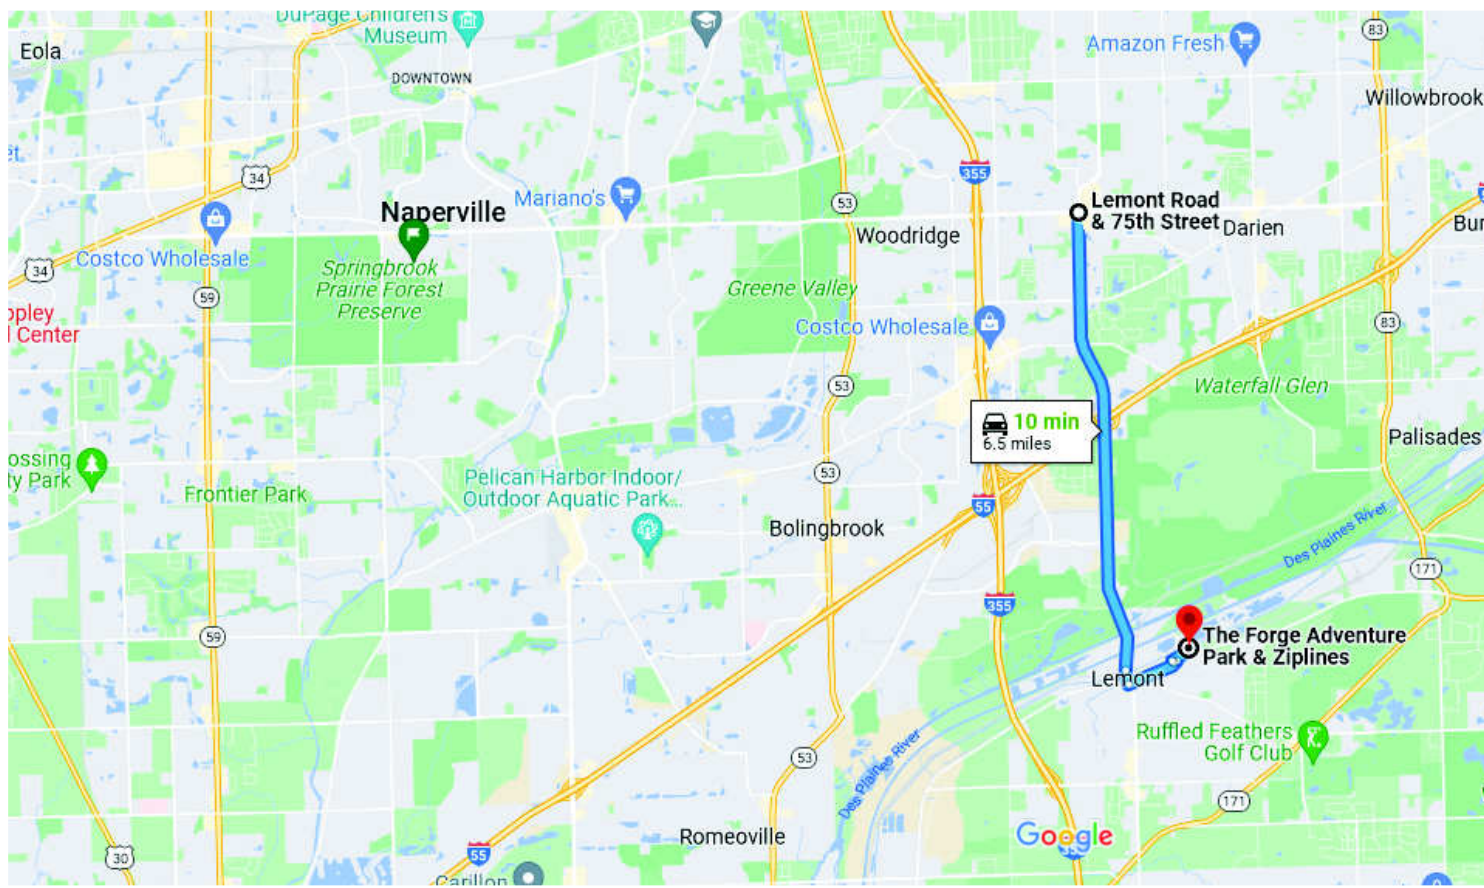 DuPage Children's
Museum
Eola
DOWNTOWN
83
Amazon Fresh
Willowbrook
34
355
Mariano's
53
Naperville
Lemont Road
& 75th Street
Darien
Woodridge
Costco Wholesale
34
Springbrook
Prairie Forest
Preserve
59
Greene Valley
Costco Wholesale
83
Center
53
Waterfall Glen
10 min
6.5 miles
Palisades
Park
Frontier Park
Pelican Harbor Indoor/
Outdoor Aquatic Park...
53
55
Bolingbrook
Des Plaines River
171
355
59
The Forge Adventure
Park & Ziplines
Lemont
Ruffled Feathers
Golf Club
53
Des Plaines River
171
Romeoville
Google
55
30
Carillon